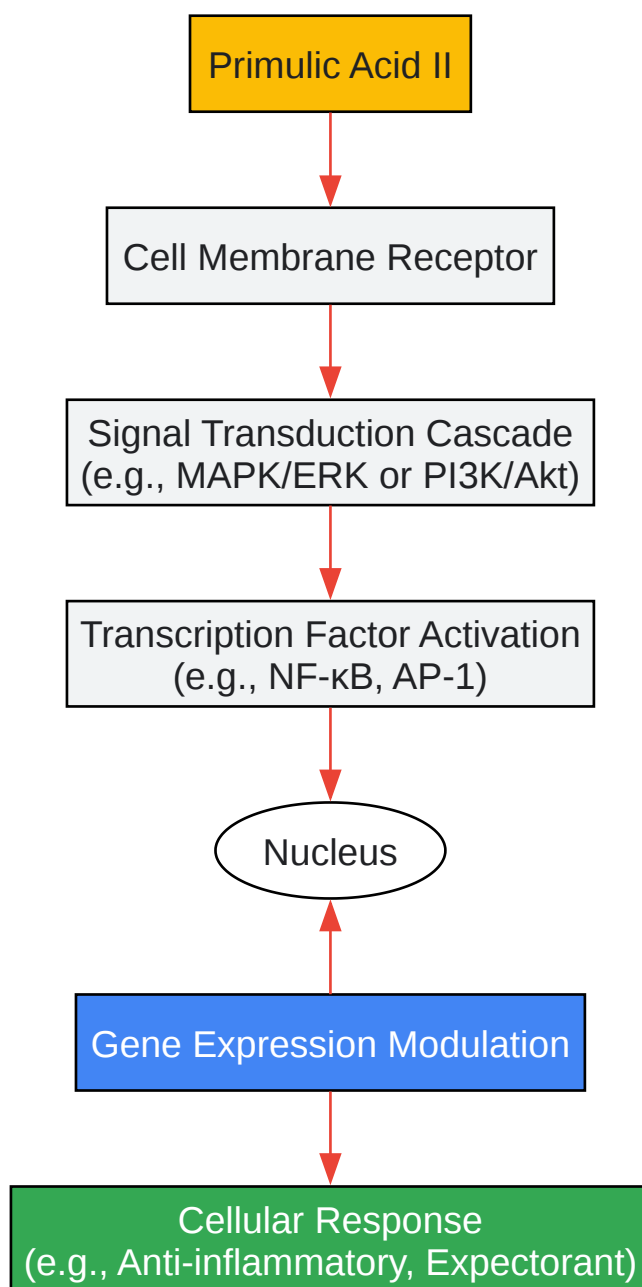 Primulic Acid II
Cell Membrane Receptor
Signal Transduction Cascade
(e.g., MAPK/ERK or PI3K/Akt)
Transcription Factor Activation
(e.g., NF-κB, AP-1)
Nucleus
Gene Expression Modulation
Cellular Response
(e.g., Anti-inflammatory, Expectorant)